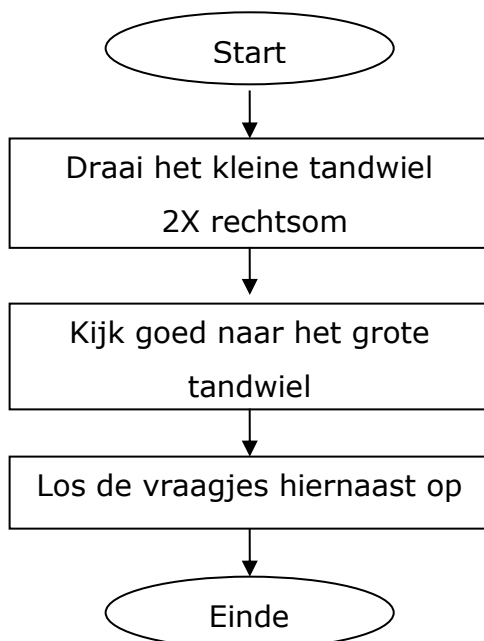 Start
Draai het kleine tandwiel
2X rechtsom
Kijk goed naar het grote
tandwiel
Los de vraagjes hiernaast op
Einde